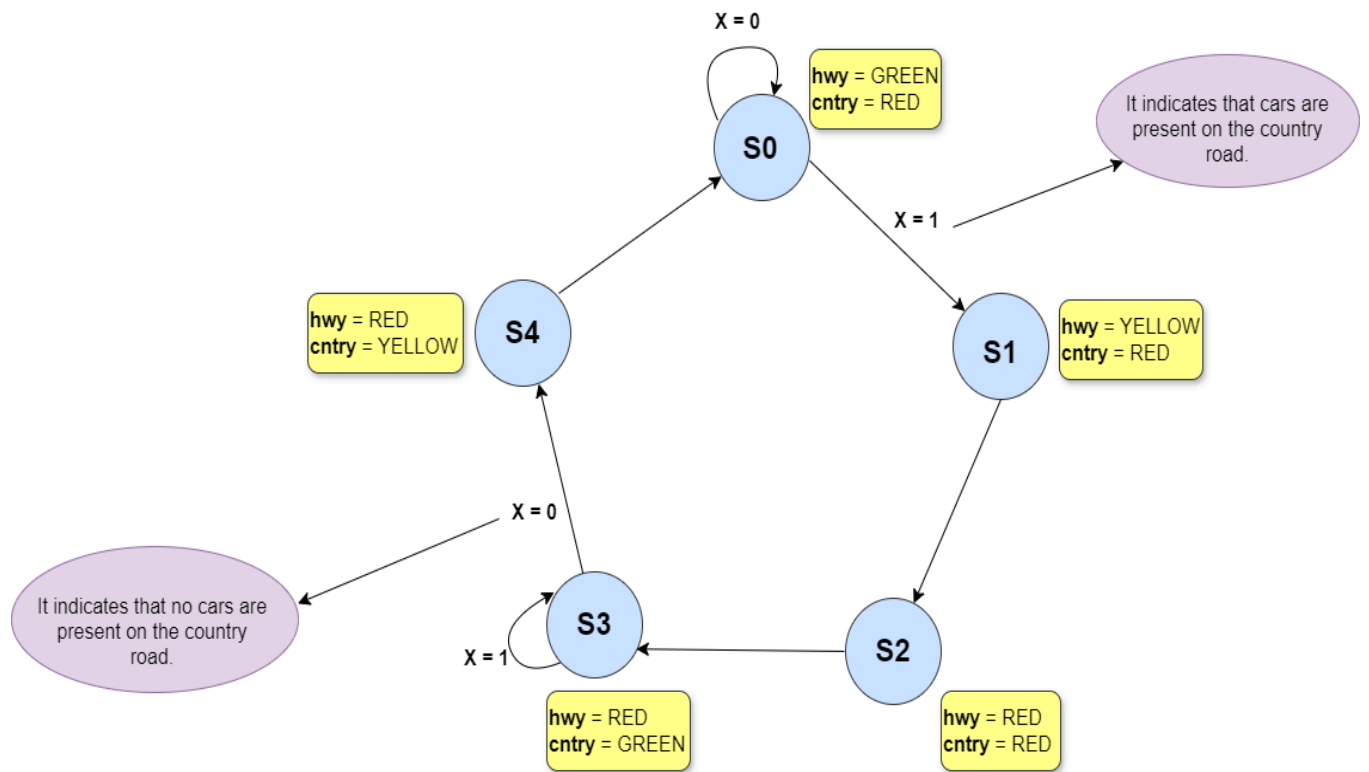 X = 0
hwy = GREEN
cntry = RED
S0
It indicates that cars are
present on the country
road.
X = 1
hwy = RED
cntry = YELLOW
S4
S1
hwy = YELLOW
cntry = RED
X = 0
It indicates that no cars are
present on the country
road.
S3
X = 1
S2
hwy = RED
cntry = GREEN
hwy = RED
cntry = RED